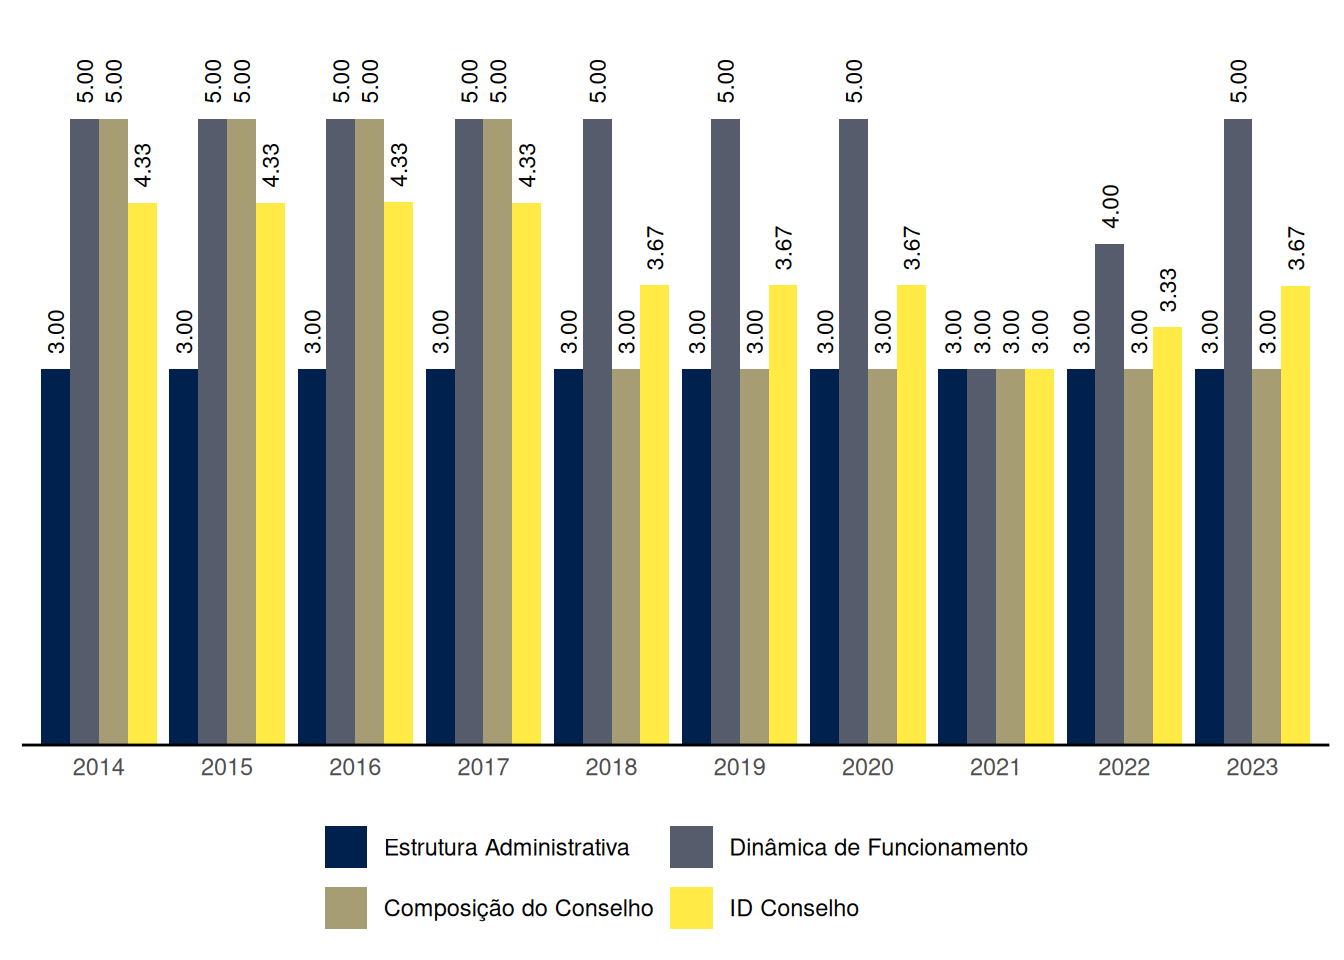 3.00 5.00 5.00 4.33 3.00 5.00 5.00 4.33 3.00 5.00 5.00 4.33 3.00 5.00 5.00 4.33 3.00 5.00 3.00 3.67 3.00 5.00 3.00 3.67 3.00 5.00 3.00 3.67 3.00 3.00 3.00 3.00 3.00 4.00 3.00 3.33 3.00 5.00 3.00 3.67
2014 2015 2016 2017 2018 2019 2020 2021 2022 2023
Estrutura Administrativa Dinâmica de Funcionamento
Composição do Conselho ID Conselho